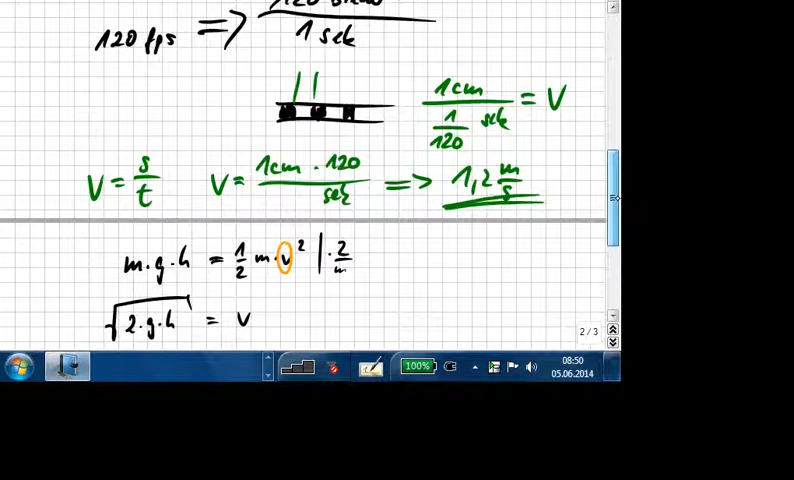 120
120 fps => 1 sek
1cm / (1/120 sek) = V
V = s/t V = 1cm · 120 / sek => 1,2 m/s
m·g·h = 1/2 m·v² | · 2/m
√2·g·h = v
2 / 3
100% 08:50
05.06.2014